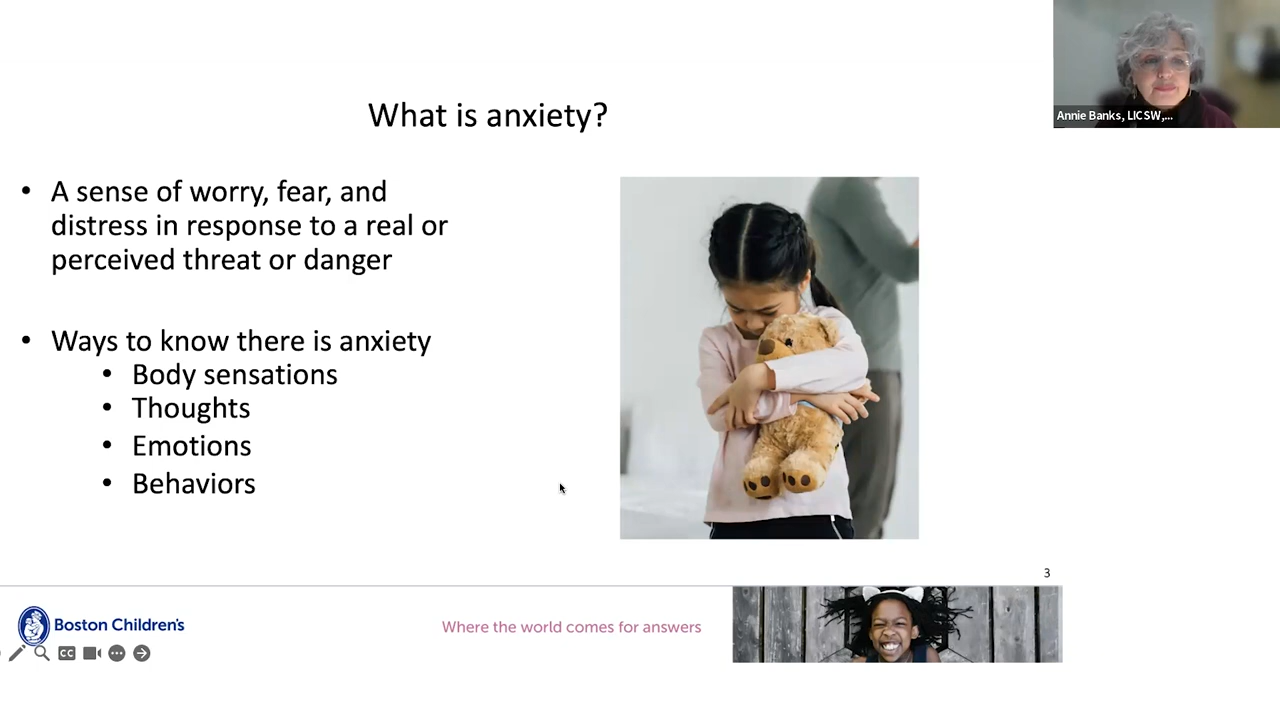 Annie Banks, LICSW,...
What is anxiety?
• A sense of worry, fear, and
distress in response to a real or
perceived threat or danger
• Ways to know there is anxiety
• Body sensations
• Thoughts
• Emotions
• Behaviors
3
Boston Children's
Where the world comes for answers
CC